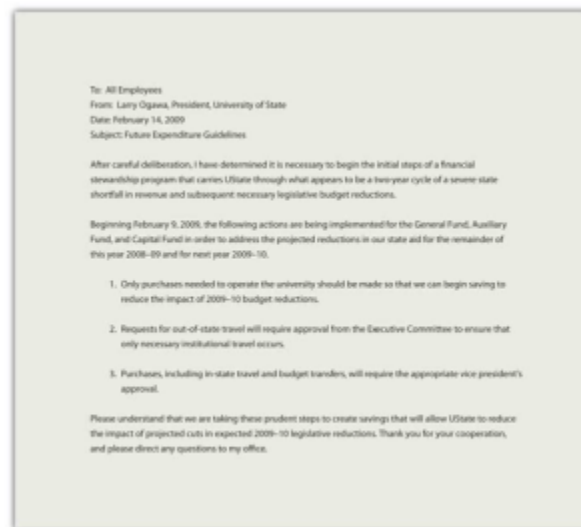 To: All Employees
From: Larry Ogawa, President, University of State
Date: February 14, 2009
Subject: Future Expenditure Guidelines
After careful deliberation, I have determined it is necessary to begin the initial steps of a financial
stewardship program that carries UState through what appears to be a two-year cycle of a severe state
shortfall in revenue and subsequent necessary legislative budget reductions.
Beginning February 9, 2009, the following actions are being implemented for the General Fund, Auxiliary
Fund, and Capital Fund in order to address the projected reductions in our state aid for the remainder of
this year 2008–09 and for next year 2009–10.
1. Only purchases needed to operate the university should be made so that we can begin saving to
reduce the impact of 2009–10 budget reductions.
2. Requests for out-of-state travel will require approval from the Executive Committee to ensure that
only necessary institutional travel occurs.
3. Purchases, including in-state travel and budget transfers, will require the appropriate vice president's
approval.
Please understand that we are taking these prudent steps to create savings that will allow UState to reduce
the impact of projected cuts in expected 2009–10 legislative reductions. Thank you for your cooperation,
and please direct any questions to my office.